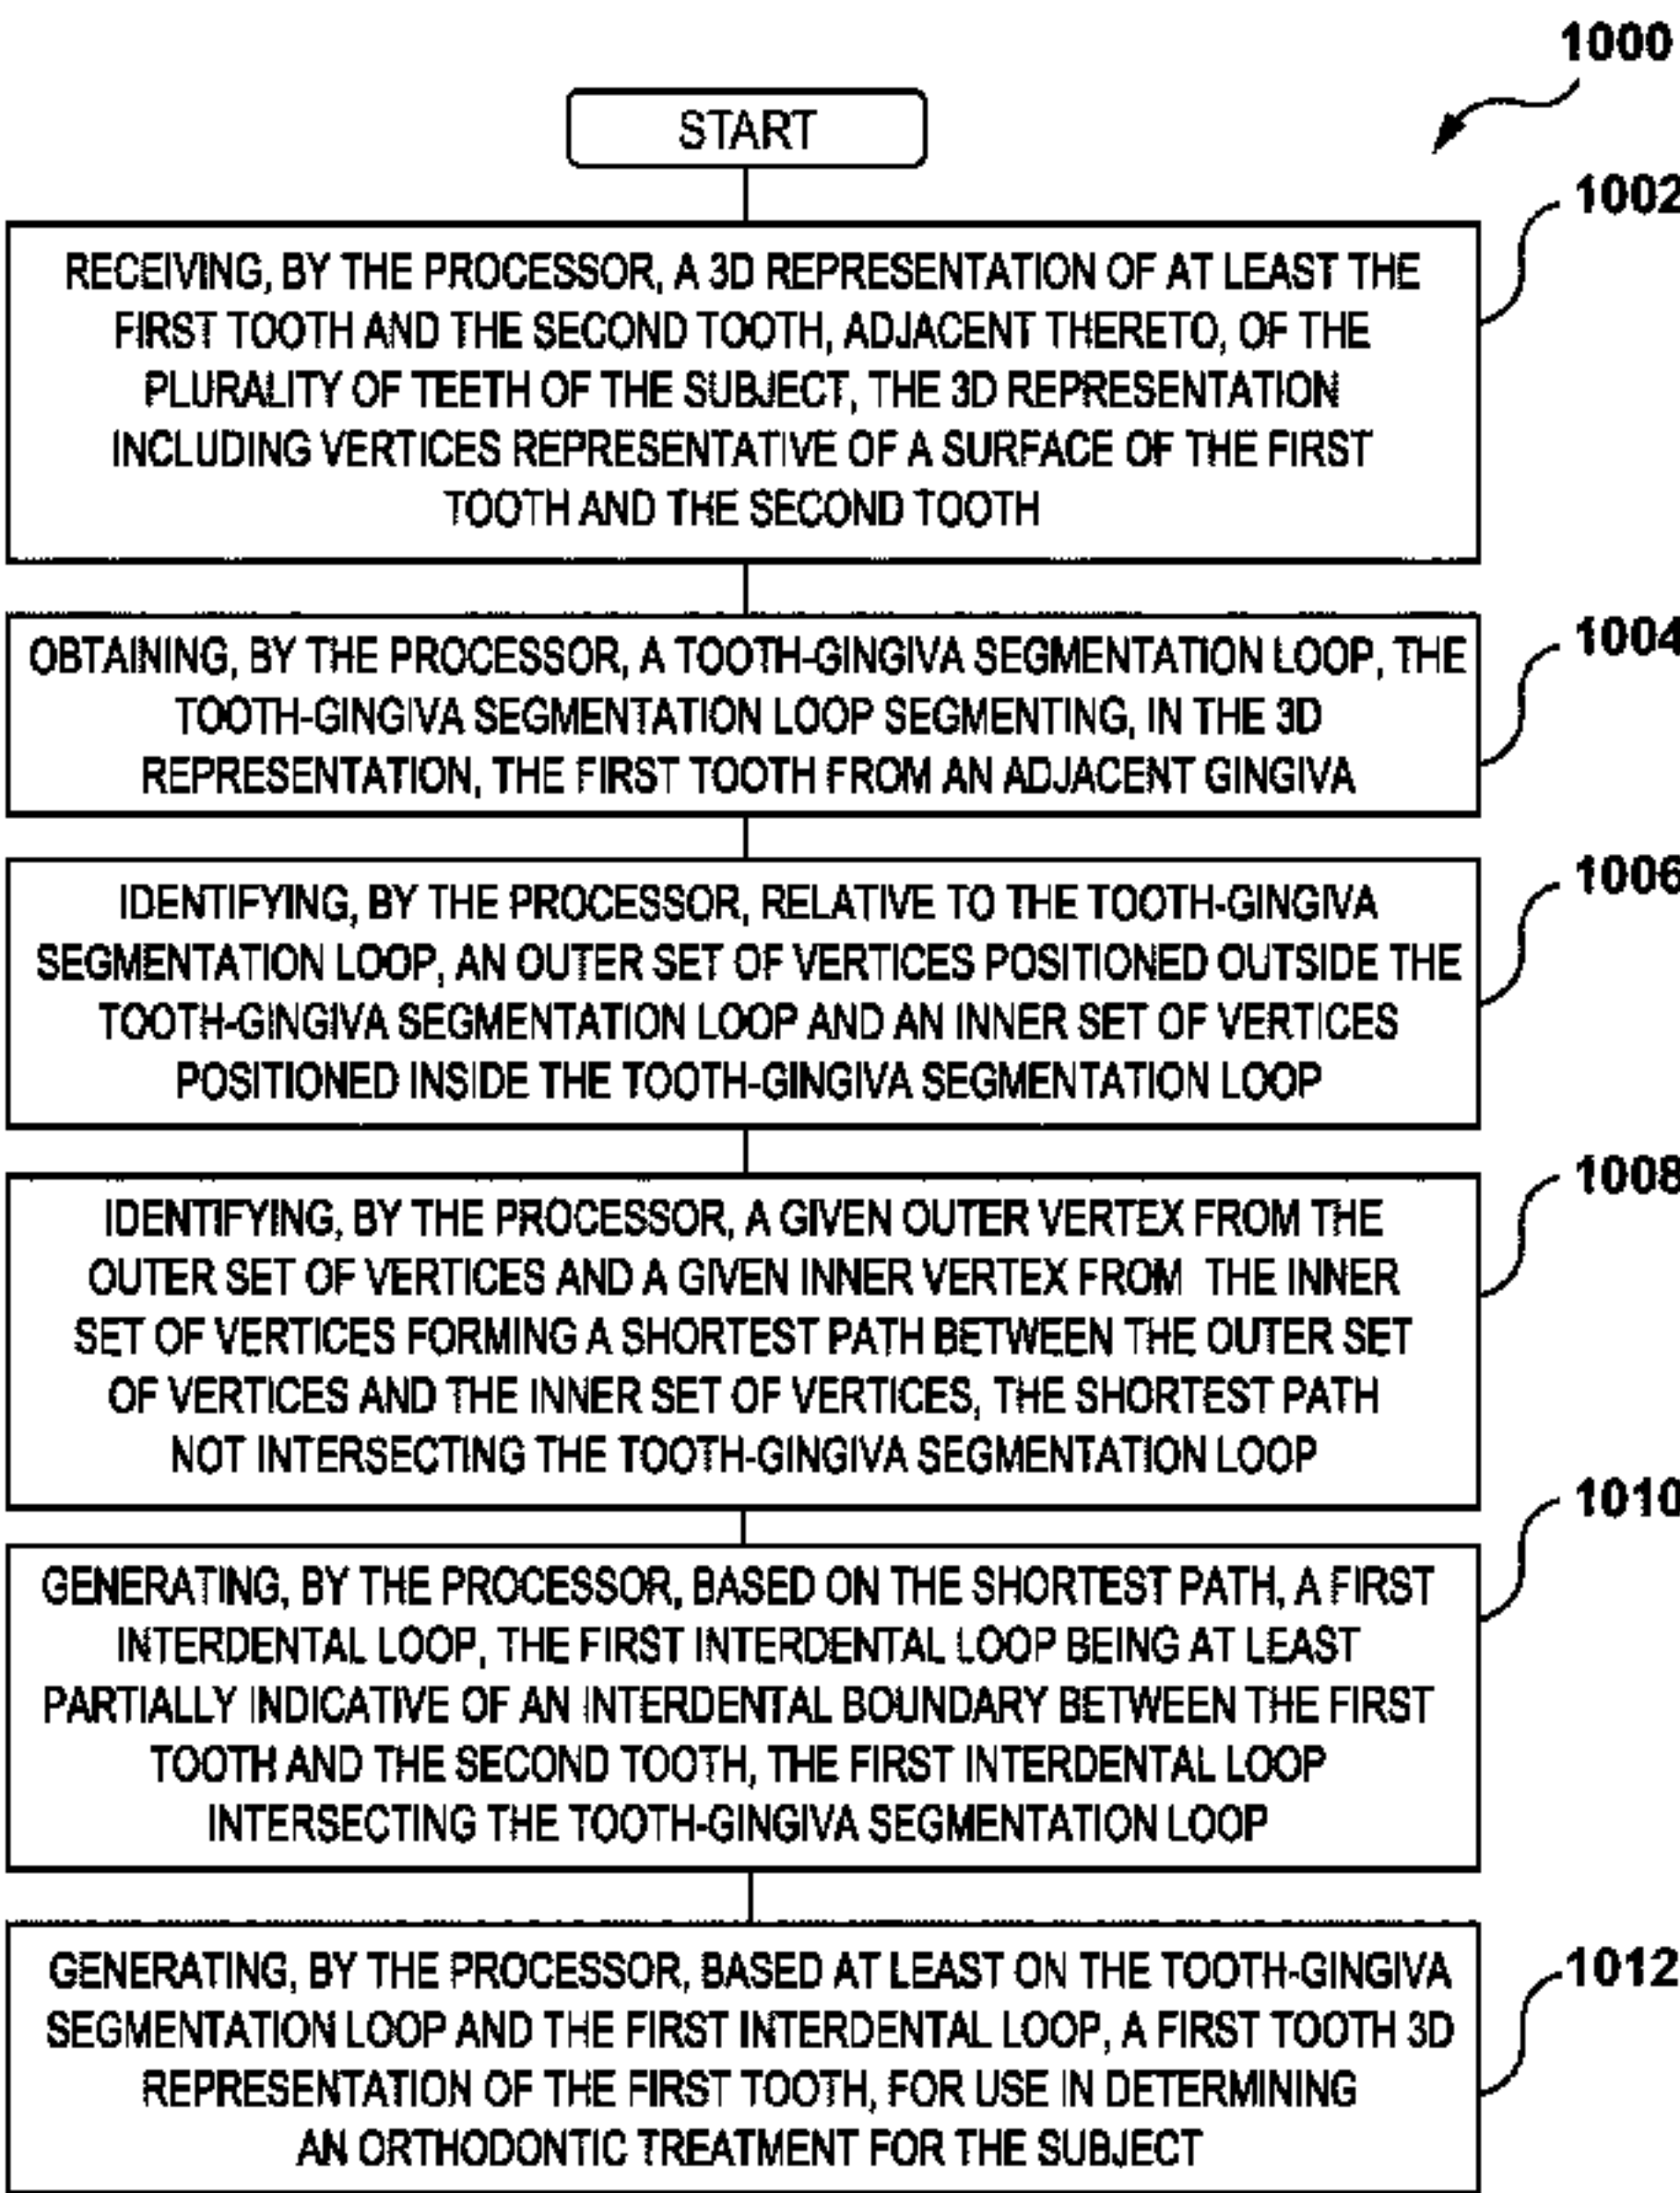 1000
START
1002
RECEIVING, BY THE PROCESSOR, A 3D REPRESENTATION OF AT LEAST THE
FIRST TOOTH AND THE SECOND TOOTH, ADJACENT THERETO, OF THE
PLURALITY OF TEETH OF THE SUBJECT, THE 3D REPRESENTATION
INCLUDING VERTICES REPRESENTATIVE OF A SURFACE OF THE FIRST
TOOTH AND THE SECOND TOOTH
1004
OBTAINING, BY THE PROCESSOR, A TOOTH-GINGIVA SEGMENTATION LOOP, THE
TOOTH-GINGIVA SEGMENTATION LOOP SEGMENTING, IN THE 3D
REPRESENTATION, THE FIRST TOOTH FROM AN ADJACENT GINGIVA
1006
IDENTIFYING, BY THE PROCESSOR, RELATIVE TO THE TOOTH-GINGIVA
SEGMENTATION LOOP, AN OUTER SET OF VERTICES POSITIONED OUTSIDE THE
TOOTH-GINGIVA SEGMENTATION LOOP AND AN INNER SET OF VERTICES
POSITIONED INSIDE THE TOOTH-GINGIVA SEGMENTATION LOOP
1008
IDENTIFYING, BY THE PROCESSOR, A GIVEN OUTER VERTEX FROM THE
OUTER SET OF VERTICES AND A GIVEN INNER VERTEX FROM THE INNER
SET OF VERTICES FORMING A SHORTEST PATH BETWEEN THE OUTER SET
OF VERTICES AND THE INNER SET OF VERTICES, THE SHORTEST PATH
NOT INTERSECTING THE TOOTH-GINGIVA SEGMENTATION LOOP
1010
GENERATING, BY THE PROCESSOR, BASED ON THE SHORTEST PATH, A FIRST
INTERDENTAL LOOP, THE FIRST INTERDENTAL LOOP BEING AT LEAST
PARTIALLY INDICATIVE OF AN INTERDENTAL BOUNDARY BETWEEN THE FIRST
TOOTH AND THE SECOND TOOTH, THE FIRST INTERDENTAL LOOP
INTERSECTING THE TOOTH-GINGIVA SEGMENTATION LOOP
1012
GENERATING, BY THE PROCESSOR, BASED AT LEAST ON THE TOOTH-GINGIVA
SEGMENTATION LOOP AND THE FIRST INTERDENTAL LOOP, A FIRST TOOTH 3D
REPRESENTATION OF THE FIRST TOOTH, FOR USE IN DETERMINING
AN ORTHODONTIC TREATMENT FOR THE SUBJECT